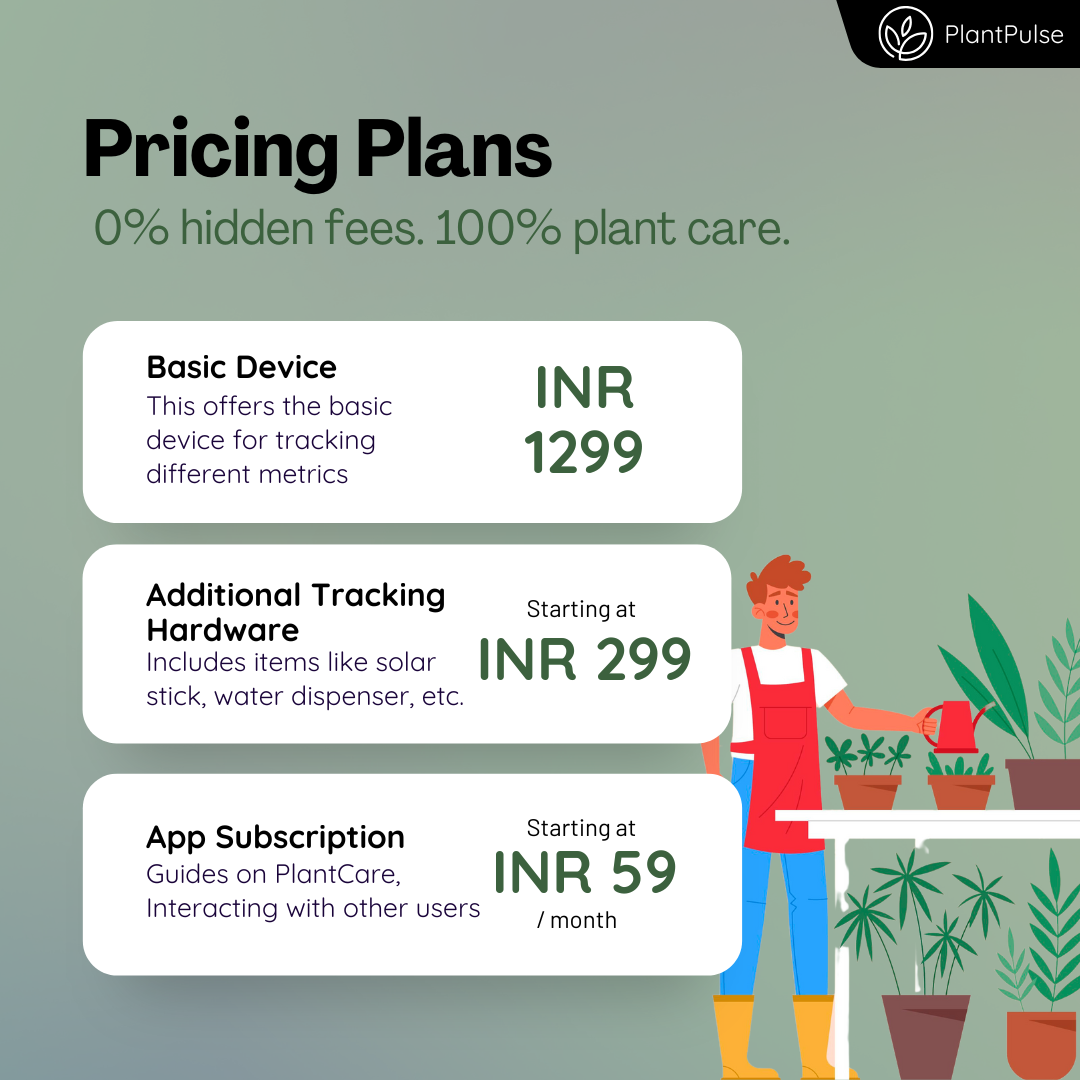 PlantPulse
Pricing Plans
0% hidden fees. 100% plant care.
Basic Device
This offers the basic
device for tracking
different metrics
INR
1299
Additional Tracking
Hardware
Includes items like solar
stick, water dispenser, etc.
Starting at
INR 299
App Subscription
Guides on PlantCare,
Interacting with other users
Starting at
INR 59
/ month